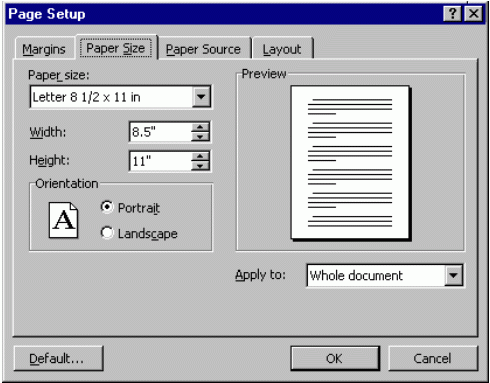 Page Setup
Margins Paper Size Paper Source Layout
Paper size:
Letter 8 1/2 x 11 in
Width: 8.5"
Height: 11"
Orientation
A
Portrait
Landscape
Preview
Apply to: Whole document
Default... OK Cancel